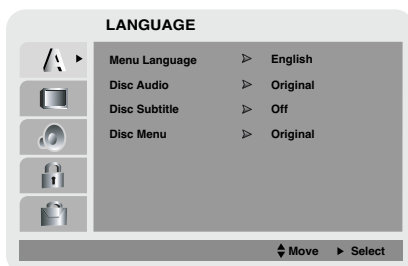 LANGUAGE
Menu Language English
Disc Audio Original
Disc Subtitle Off
Disc Menu Original
Move Select